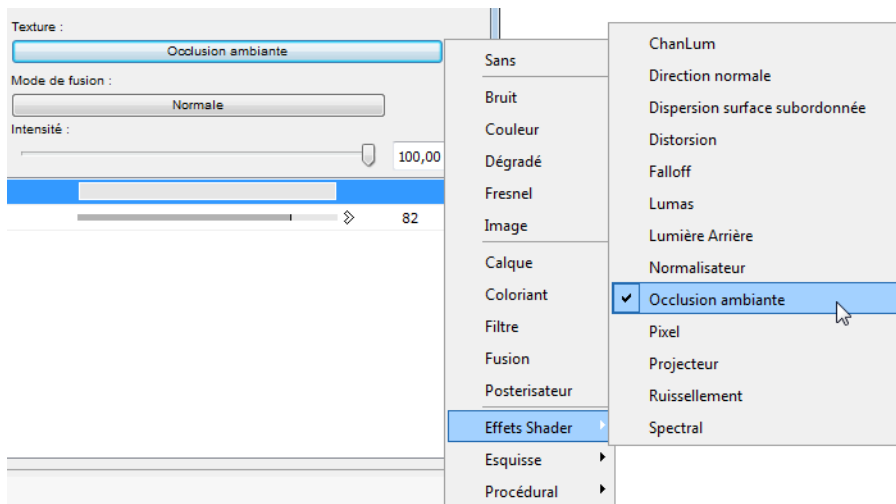 Texture :
Occlusion ambiante
Mode de fusion :
Normale
Intensité :
100,00
82
Sans
Bruit
Couleur
Dégradé
Fresnel
Image
Calque
Coloriant
Filtre
Fusion
Posterisateur
Effets Shader
Esquisse
Procédural
ChanLum
Direction normale
Dispersion surface subordonnée
Distorsion
Falloff
Lumas
Lumière Arrière
Normalisateur
Occlusion ambiante
Pixel
Projecteur
Ruissellement
Spectral